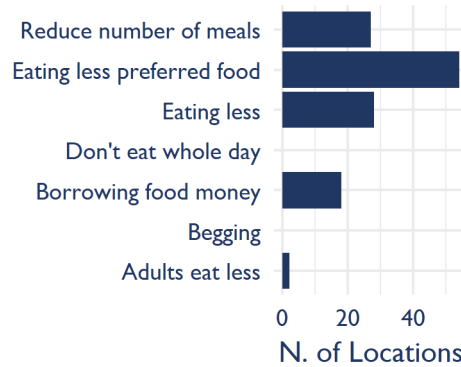 Reduce number of meals
Eating less preferred food
Eating less
Don't eat whole day
Borrowing food money
Begging
Adults eat less
0 20 40
N. of Locations